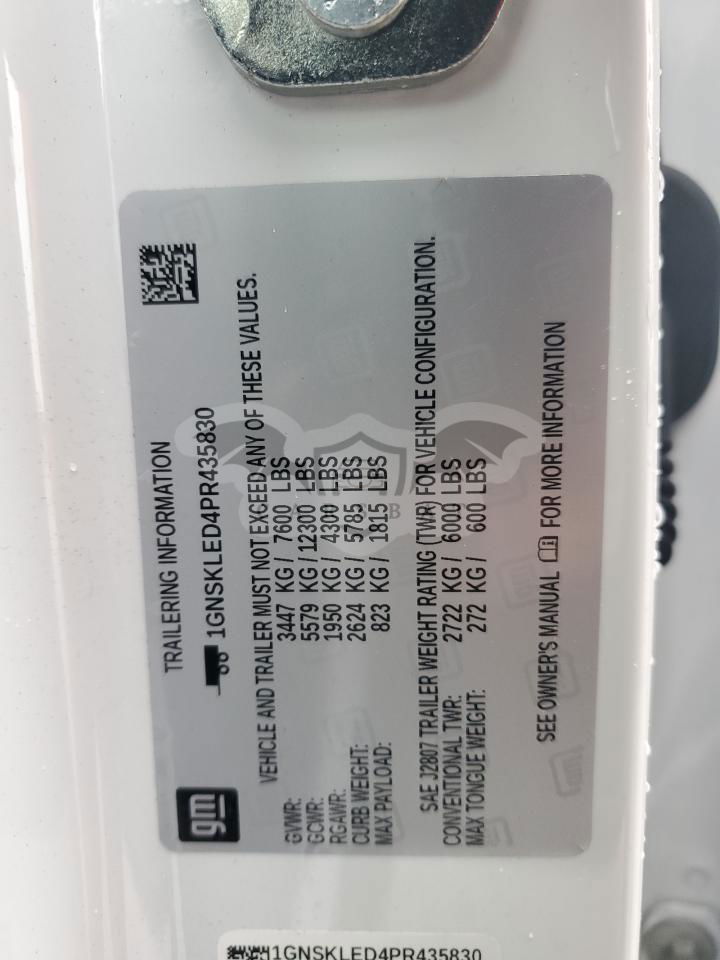 gm
TRAILERING INFORMATION
1GNSKLED4PR435830
VEHICLE AND TRAILER MUST NOT EXCEED ANY OF THESE VALUES.
GVWR: 3447 KG / 7600 LBS
GCWR: 5579 KG / 12300 LBS
RGAWR: 1950 KG / 4300 LBS
CURB WEIGHT: 2624 KG / 5785 LBS
MAX PAYLOAD: 823 KG / 1815 LBS
SAE J2807 TRAILER WEIGHT RATING (TWR) FOR VEHICLE CONFIGURATION.
CONVENTIONAL TWR: 2722 KG / 6000 LBS
MAX TONGUE WEIGHT: 272 KG / 600 LBS
SEE OWNER'S MANUAL FOR MORE INFORMATION
1GNSKLED4PR435830